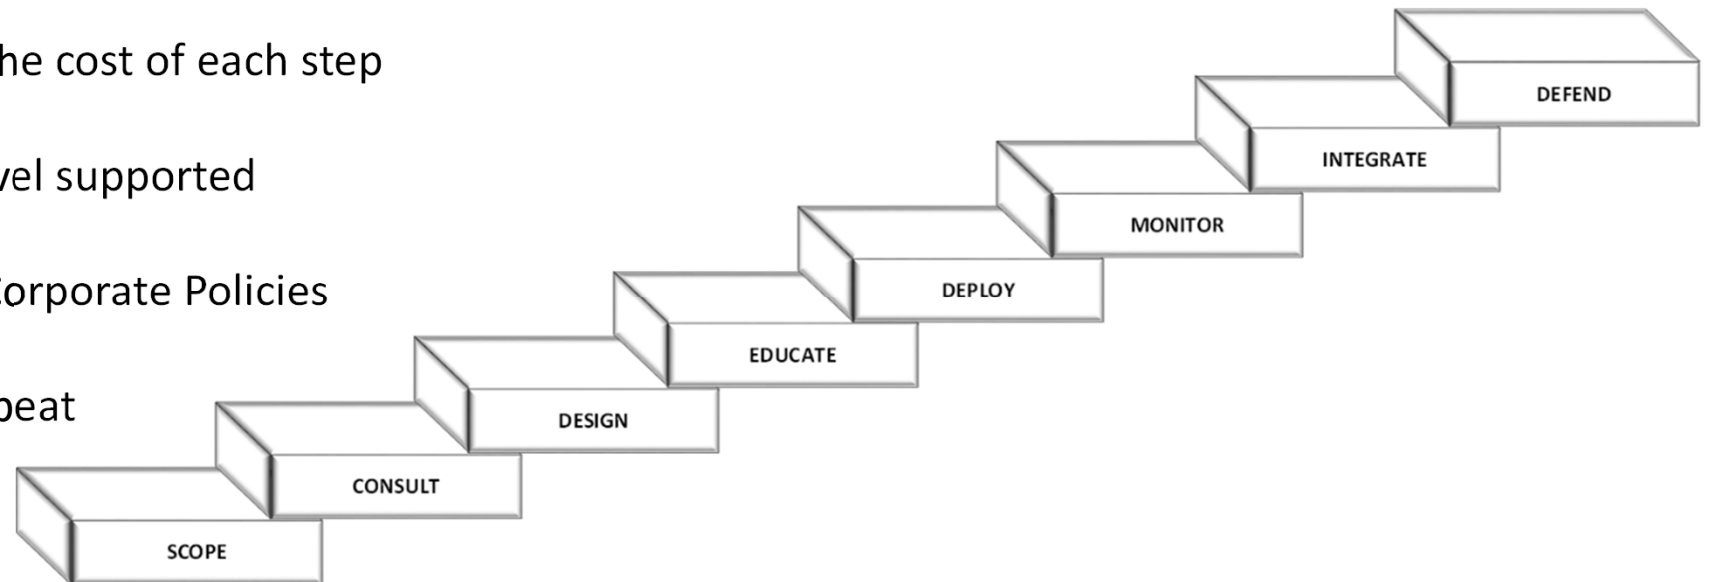 he cost of each step
vel supported
Corporate Policies
peat
DEFEND
INTEGRATE
MONITOR
DEPLOY
EDUCATE
DESIGN
CONSULT
SCOPE